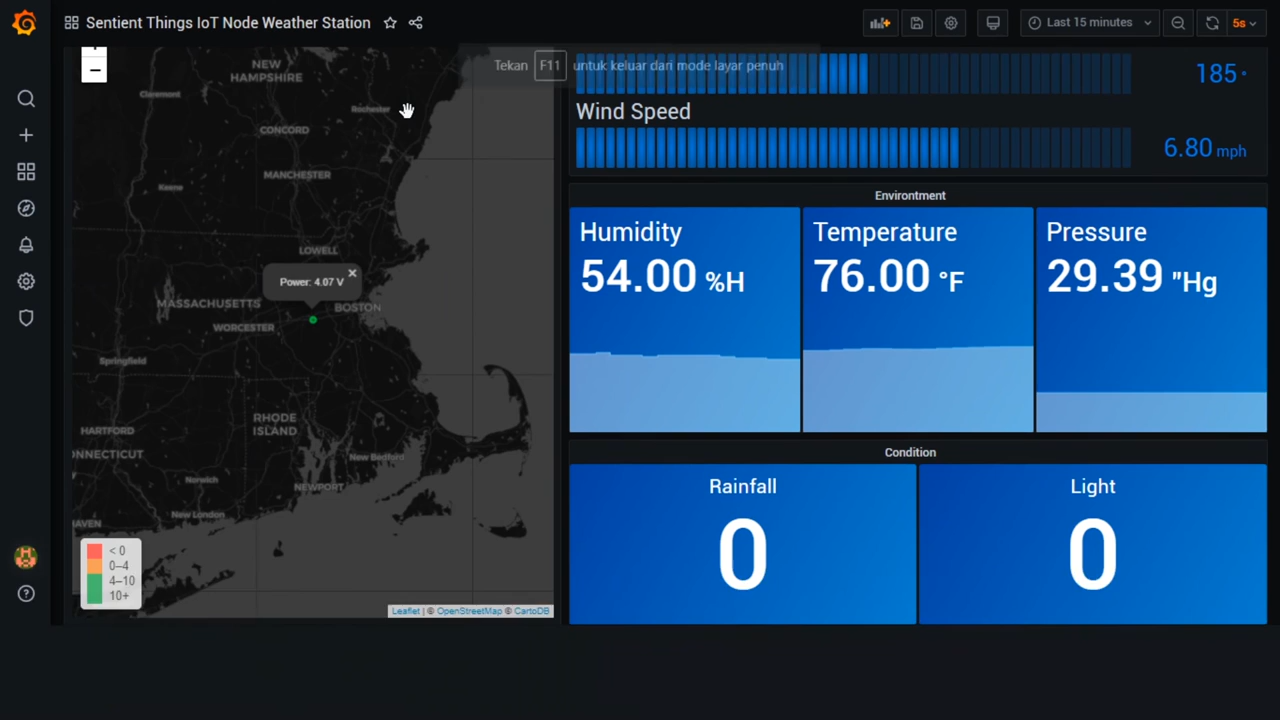 Sentient Things IoT Node Weather Station
Last 15 minutes
5s
Tekan F11 untuk keluar dari mode layar penuh
−
NEW
HAMPSHIRE
Claremont
Rochester
CONCORD
MANCHESTER
Keene
LOWELL
Power: 4.07 V
×
MASSACHUSETTS
BOSTON
WORCESTER
Springfield
RHODE
ISLAND
HARTFORD
ONNECTICUT
New Bedford
Norwich
NEWPORT
New London
HAVEN
< 0
0–4
4–10
10+
Leaflet | © OpenStreetMap © CartoDB
185°
Wind Speed
6.80 mph
Environtment
Humidity
54.00 %H
Temperature
76.00 °F
Pressure
29.39 "Hg
Condition
Rainfall
0
Light
0